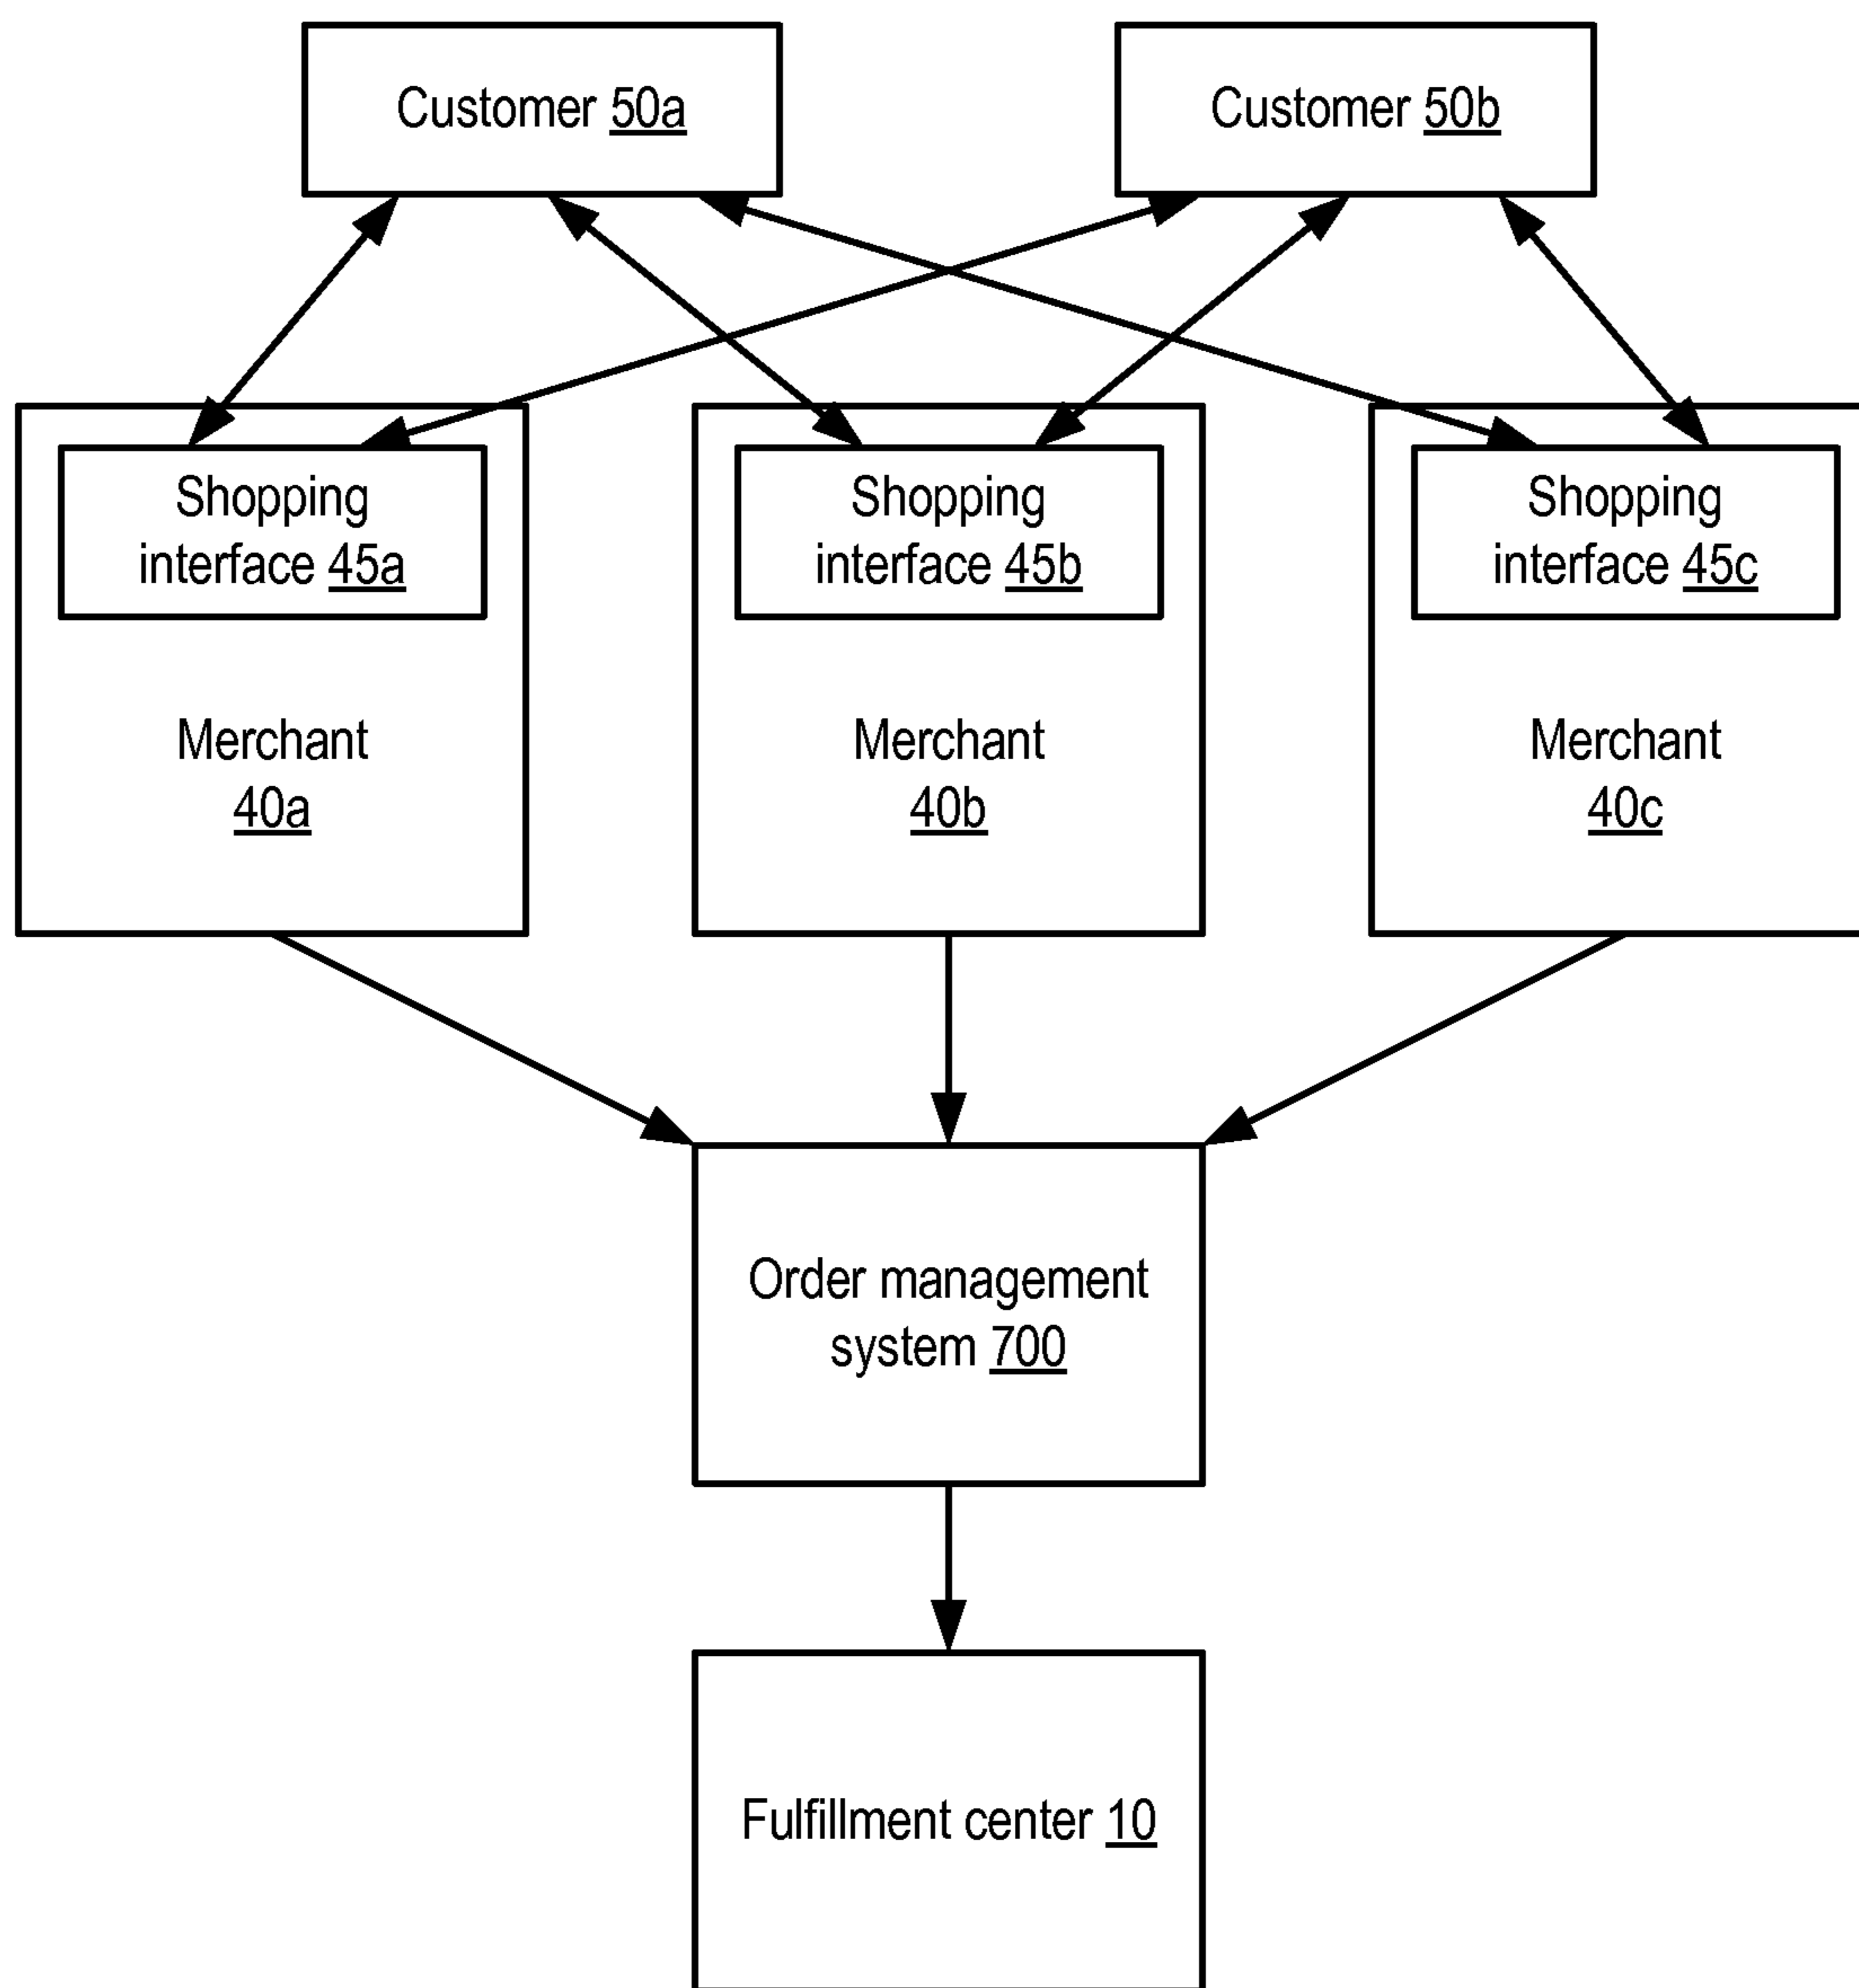 Customer 50a
Customer 50b
Shopping
interface 45a
Shopping
interface 45b
Shopping
interface 45c
Merchant
40a
Merchant
40b
Merchant
40c
Order management
system 700
Fulfillment center 10